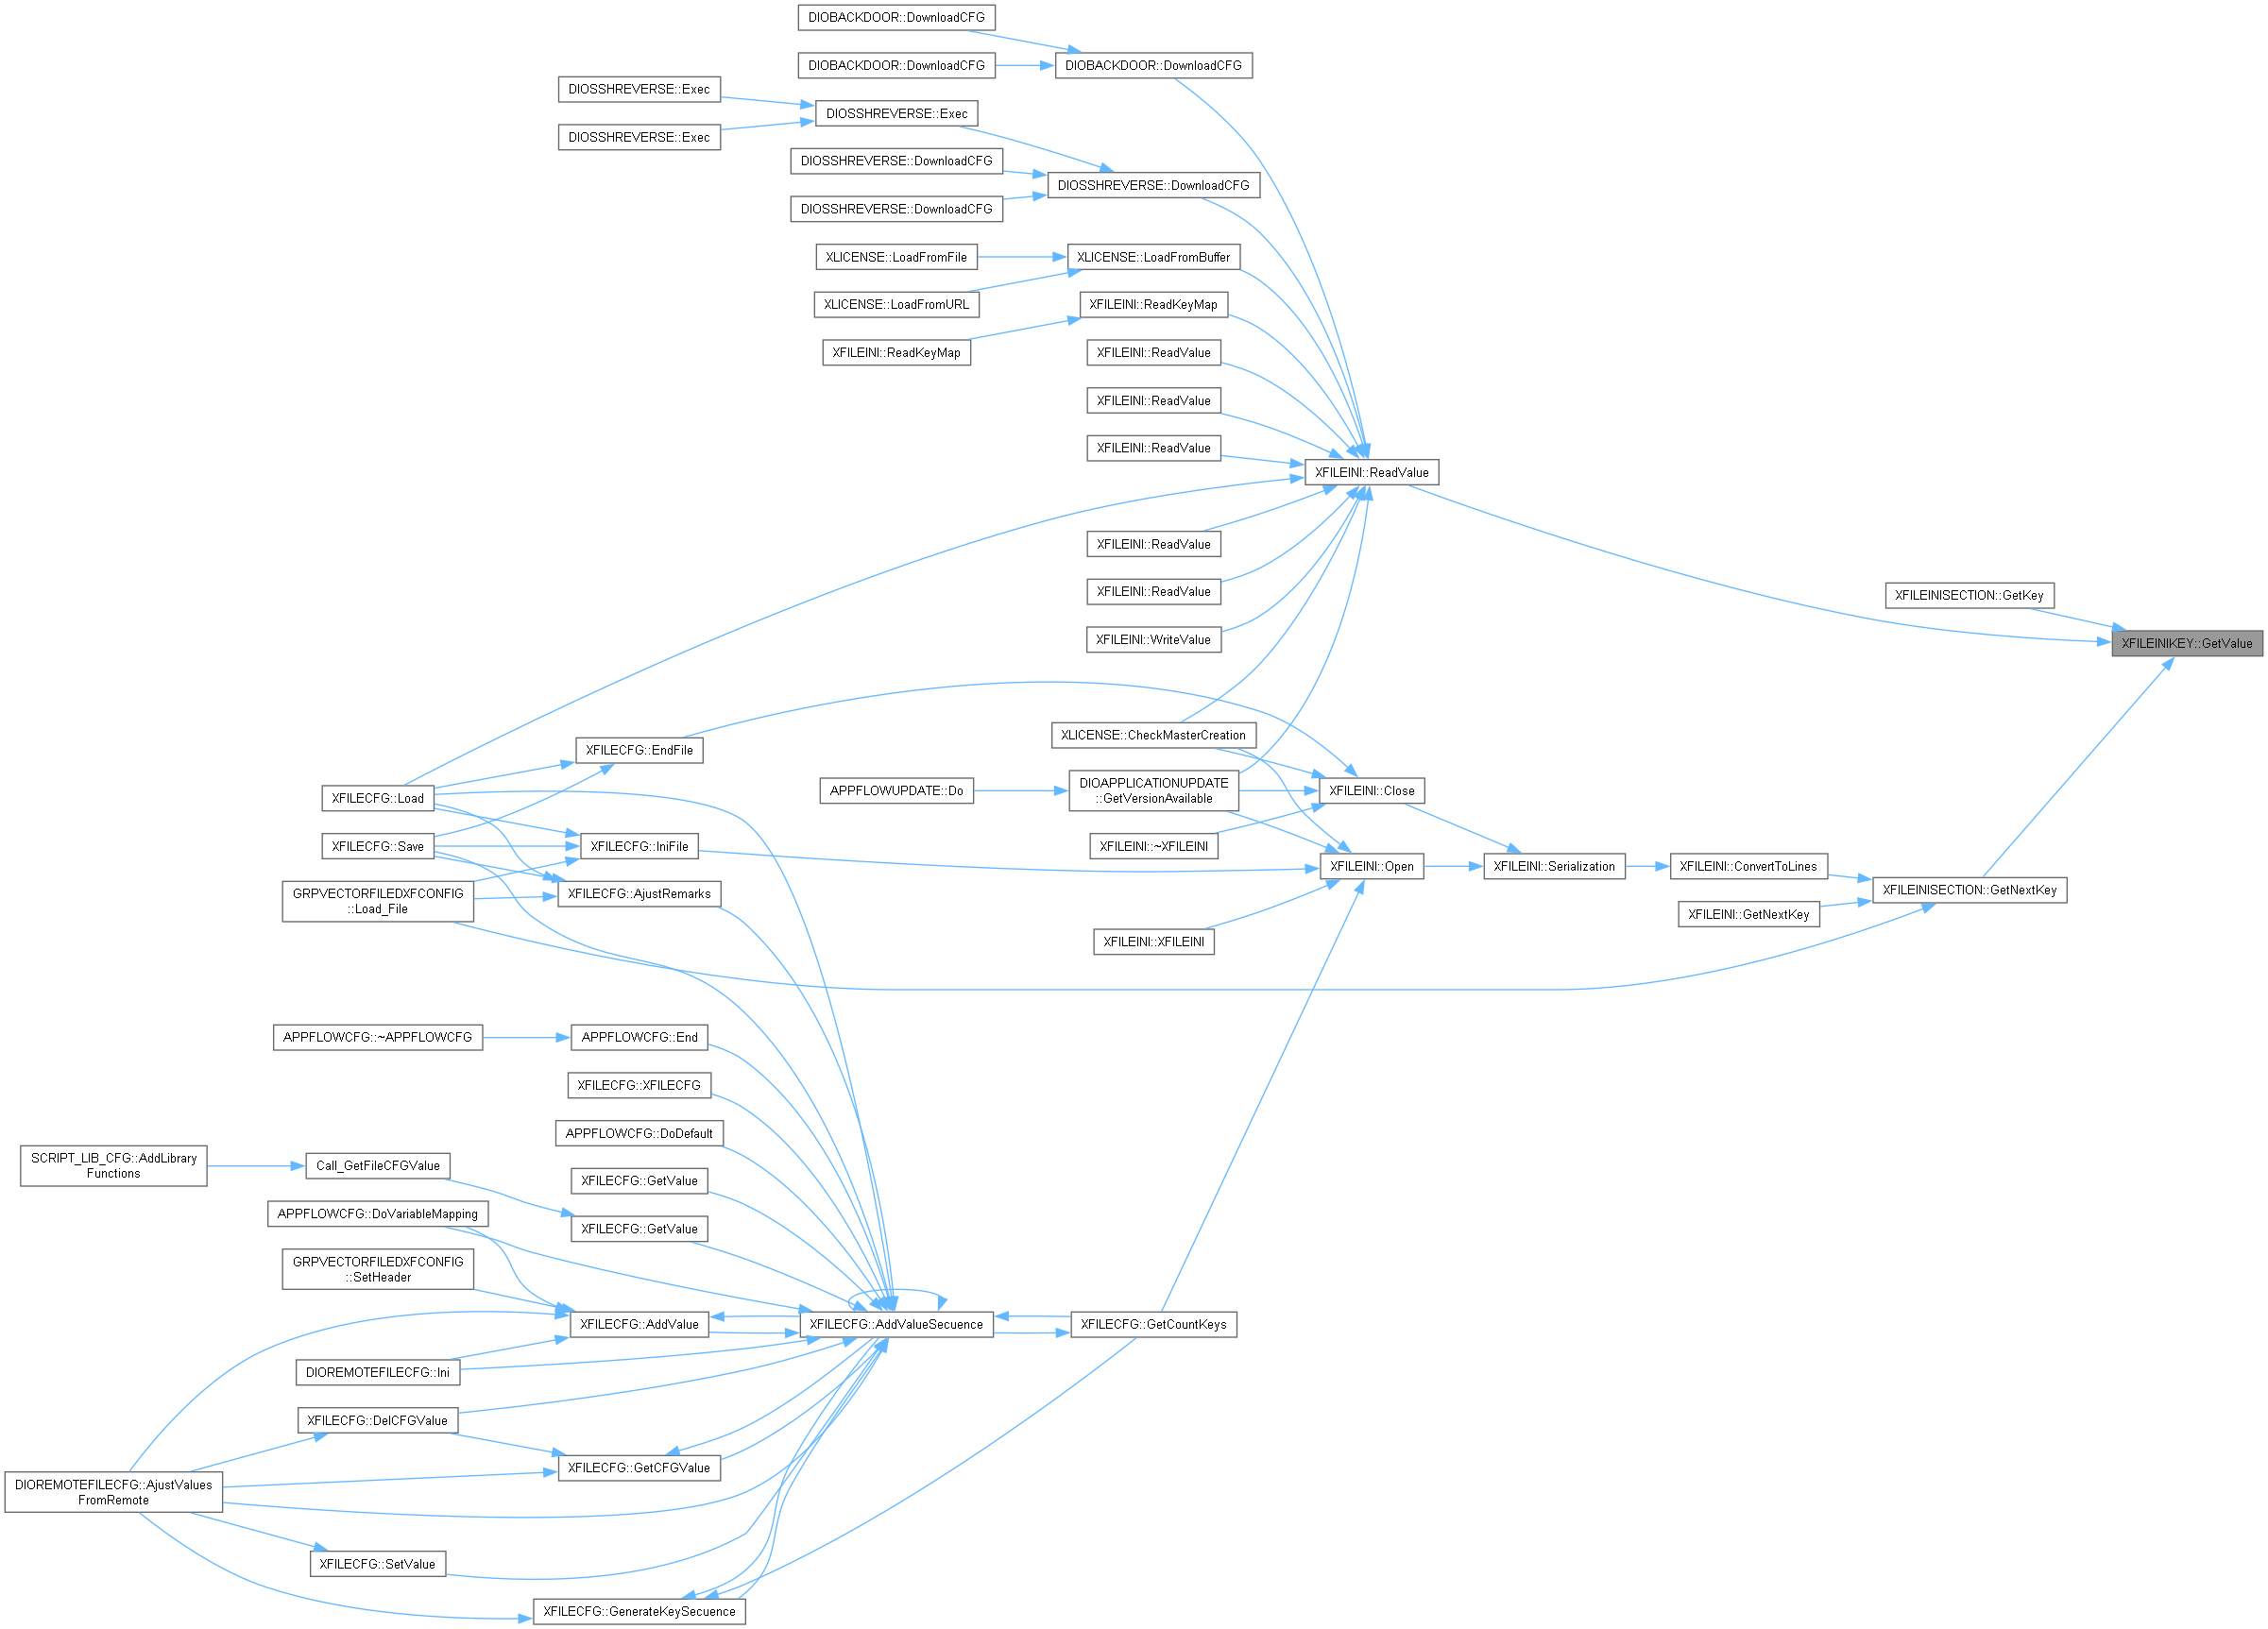 DIOBACKDOOR::DownloadCFG
DIOBACKDOOR::DownloadCFG
DIOBACKDOOR::DownloadCFG
DIOSSHREVERSE::Exec
DIOSSHREVERSE::Exec
DIOSSHREVERSE::Exec
DIOSSHREVERSE::DownloadCFG
DIOSSHREVERSE::DownloadCFG
DIOSSHREVERSE::DownloadCFG
XLICENSE::LoadFromFile
XLICENSE::LoadFromBuffer
XLICENSE::LoadFromURL
XFILEINI::ReadKeyMap
XFILEINI::ReadKeyMap
XFILEINI::ReadValue
XFILEINI::ReadValue
XFILEINI::ReadValue
XFILEINI::ReadValue
XFILEINI::ReadValue
XFILEINI::ReadValue
XFILEINI::WriteValue
XFILEINISECTION::GetKey
XFILEINIKEY::GetValue
XLICENSE::CheckMasterCreation
XFILECFG::EndFile
XFILECFG::Load
APPFLOWUPDATE::Do
DIOAPPLICATIONUPDATE
::GetVersionAvailable
XFILEINI::Close
XFILECFG::Save
XFILECFG::IniFile
XFILEINI::~XFILEINI
XFILEINI::Open
XFILEINI::Serialization
XFILEINI::ConvertToLines
XFILEINISECTION::GetNextKey
GRPVECTORFILEDXFCONFIG
::Load_File
XFILECFG::AjustRemarks
XFILEINI::GetNextKey
XFILEINI::XFILEINI
APPFLOWCFG::~APPFLOWCFG
APPFLOWCFG::End
XFILECFG::XFILECFG
APPFLOWCFG::DoDefault
SCRIPT_LIB_CFG::AddLibrary
Functions
Call_GetFileCFGValue
XFILECFG::GetValue
APPFLOWCFG::DoVariableMapping
XFILECFG::GetValue
GRPVECTORFILEDXFCONFIG
::SetHeader
XFILECFG::AddValue
XFILECFG::AddValueSecuence
XFILECFG::GetCountKeys
DIOREMOTEFILECFG::Ini
XFILECFG::DelCFGValue
XFILECFG::GetCFGValue
DIOREMOTEFILECFG::AjustValues
FromRemote
XFILECFG::SetValue
XFILECFG::GenerateKeySecuence